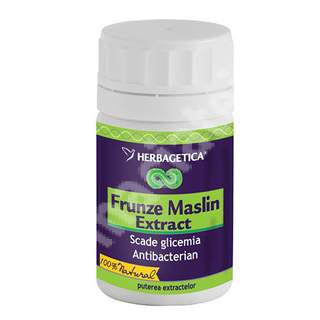 HERBAGETICA®
Frunze Maslin
Extract
Scade glicemia
Antibacterian
100% Natural
puterea extractelor